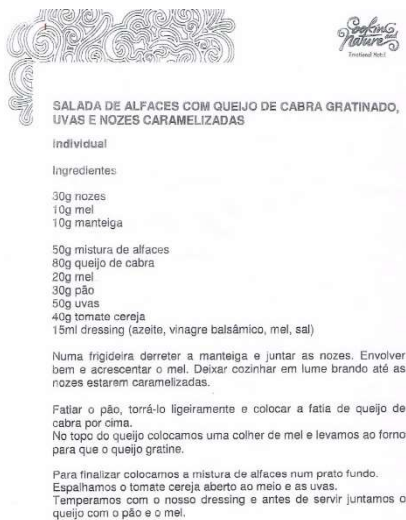 Cooking and
Nature
Emotional Hotel
SALADA DE ALFACES COM QUEIJO DE CABRA GRATINADO,
UVAS E NOZES CARAMELIZADAS
Individual
Ingredientes
30g nozes
10g mel
10g manteiga
50g mistura de alfaces
80g queijo de cabra
20g mel
30g pão
50g uvas
40g tomate cereja
15ml dressing (azeite, vinagre balsâmico, mel, sal)
Numa frigideira derreter a manteiga e juntar as nozes. Envolver
bem e acrescentar o mel. Deixar cozinhar em lume brando até as
nozes estarem caramelizadas.
Fatiar o pão, torrá-lo ligeiramente e colocar a fatia de queijo de
cabra por cima.
No topo do queijo colocamos uma colher de mel e levamos ao forno
para que o queijo gratine.
Para finalizar colocamos a mistura de alfaces num prato fundo.
Espalhamos o tomate cereja aberto ao meio e as uvas.
Temperamos com o nosso dressing e antes de servir juntamos o
queijo com o pão e o mel.